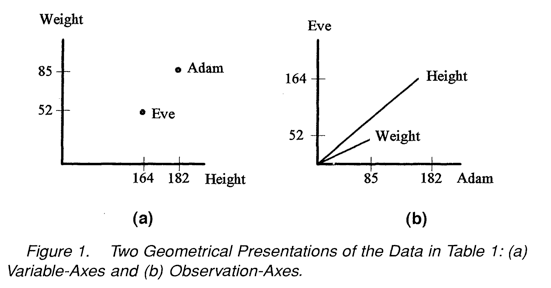 Weight
85
Adam
52
Eve
164 182 Height
(a)
Eve
164
Height
52
Weight
85 182 Adam
(b)
Figure 1. Two Geometrical Presentations of the Data in Table 1: (a)
Variable-Axes and (b) Observation-Axes.